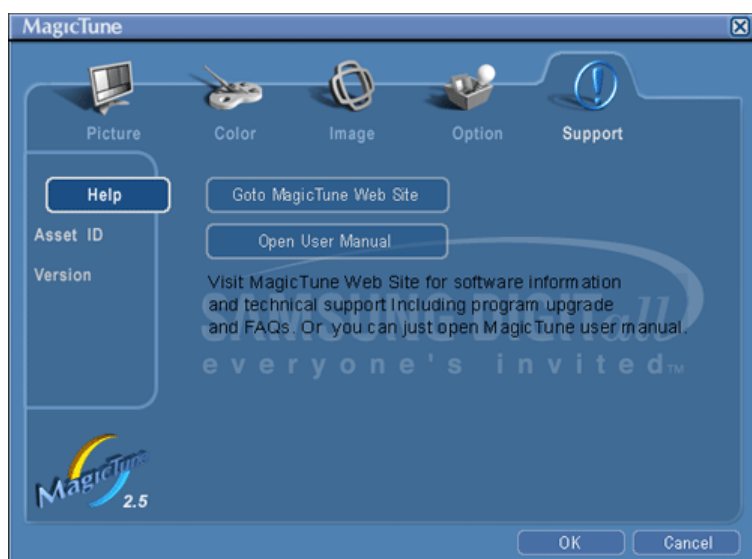 MagicTune
Picture
Color
Image
Option
Support
Help
Asset ID
Version
Goto MagicTune Web Site
Open User Manual
Visit MagicTune Web Site for software information
and technical support Including program upgrade
and FAQs. Or you can just open MagicTune user manual.
SAMSUNG DIGITall
everyone's invited™
MagicTune
2.5
OK
Cancel